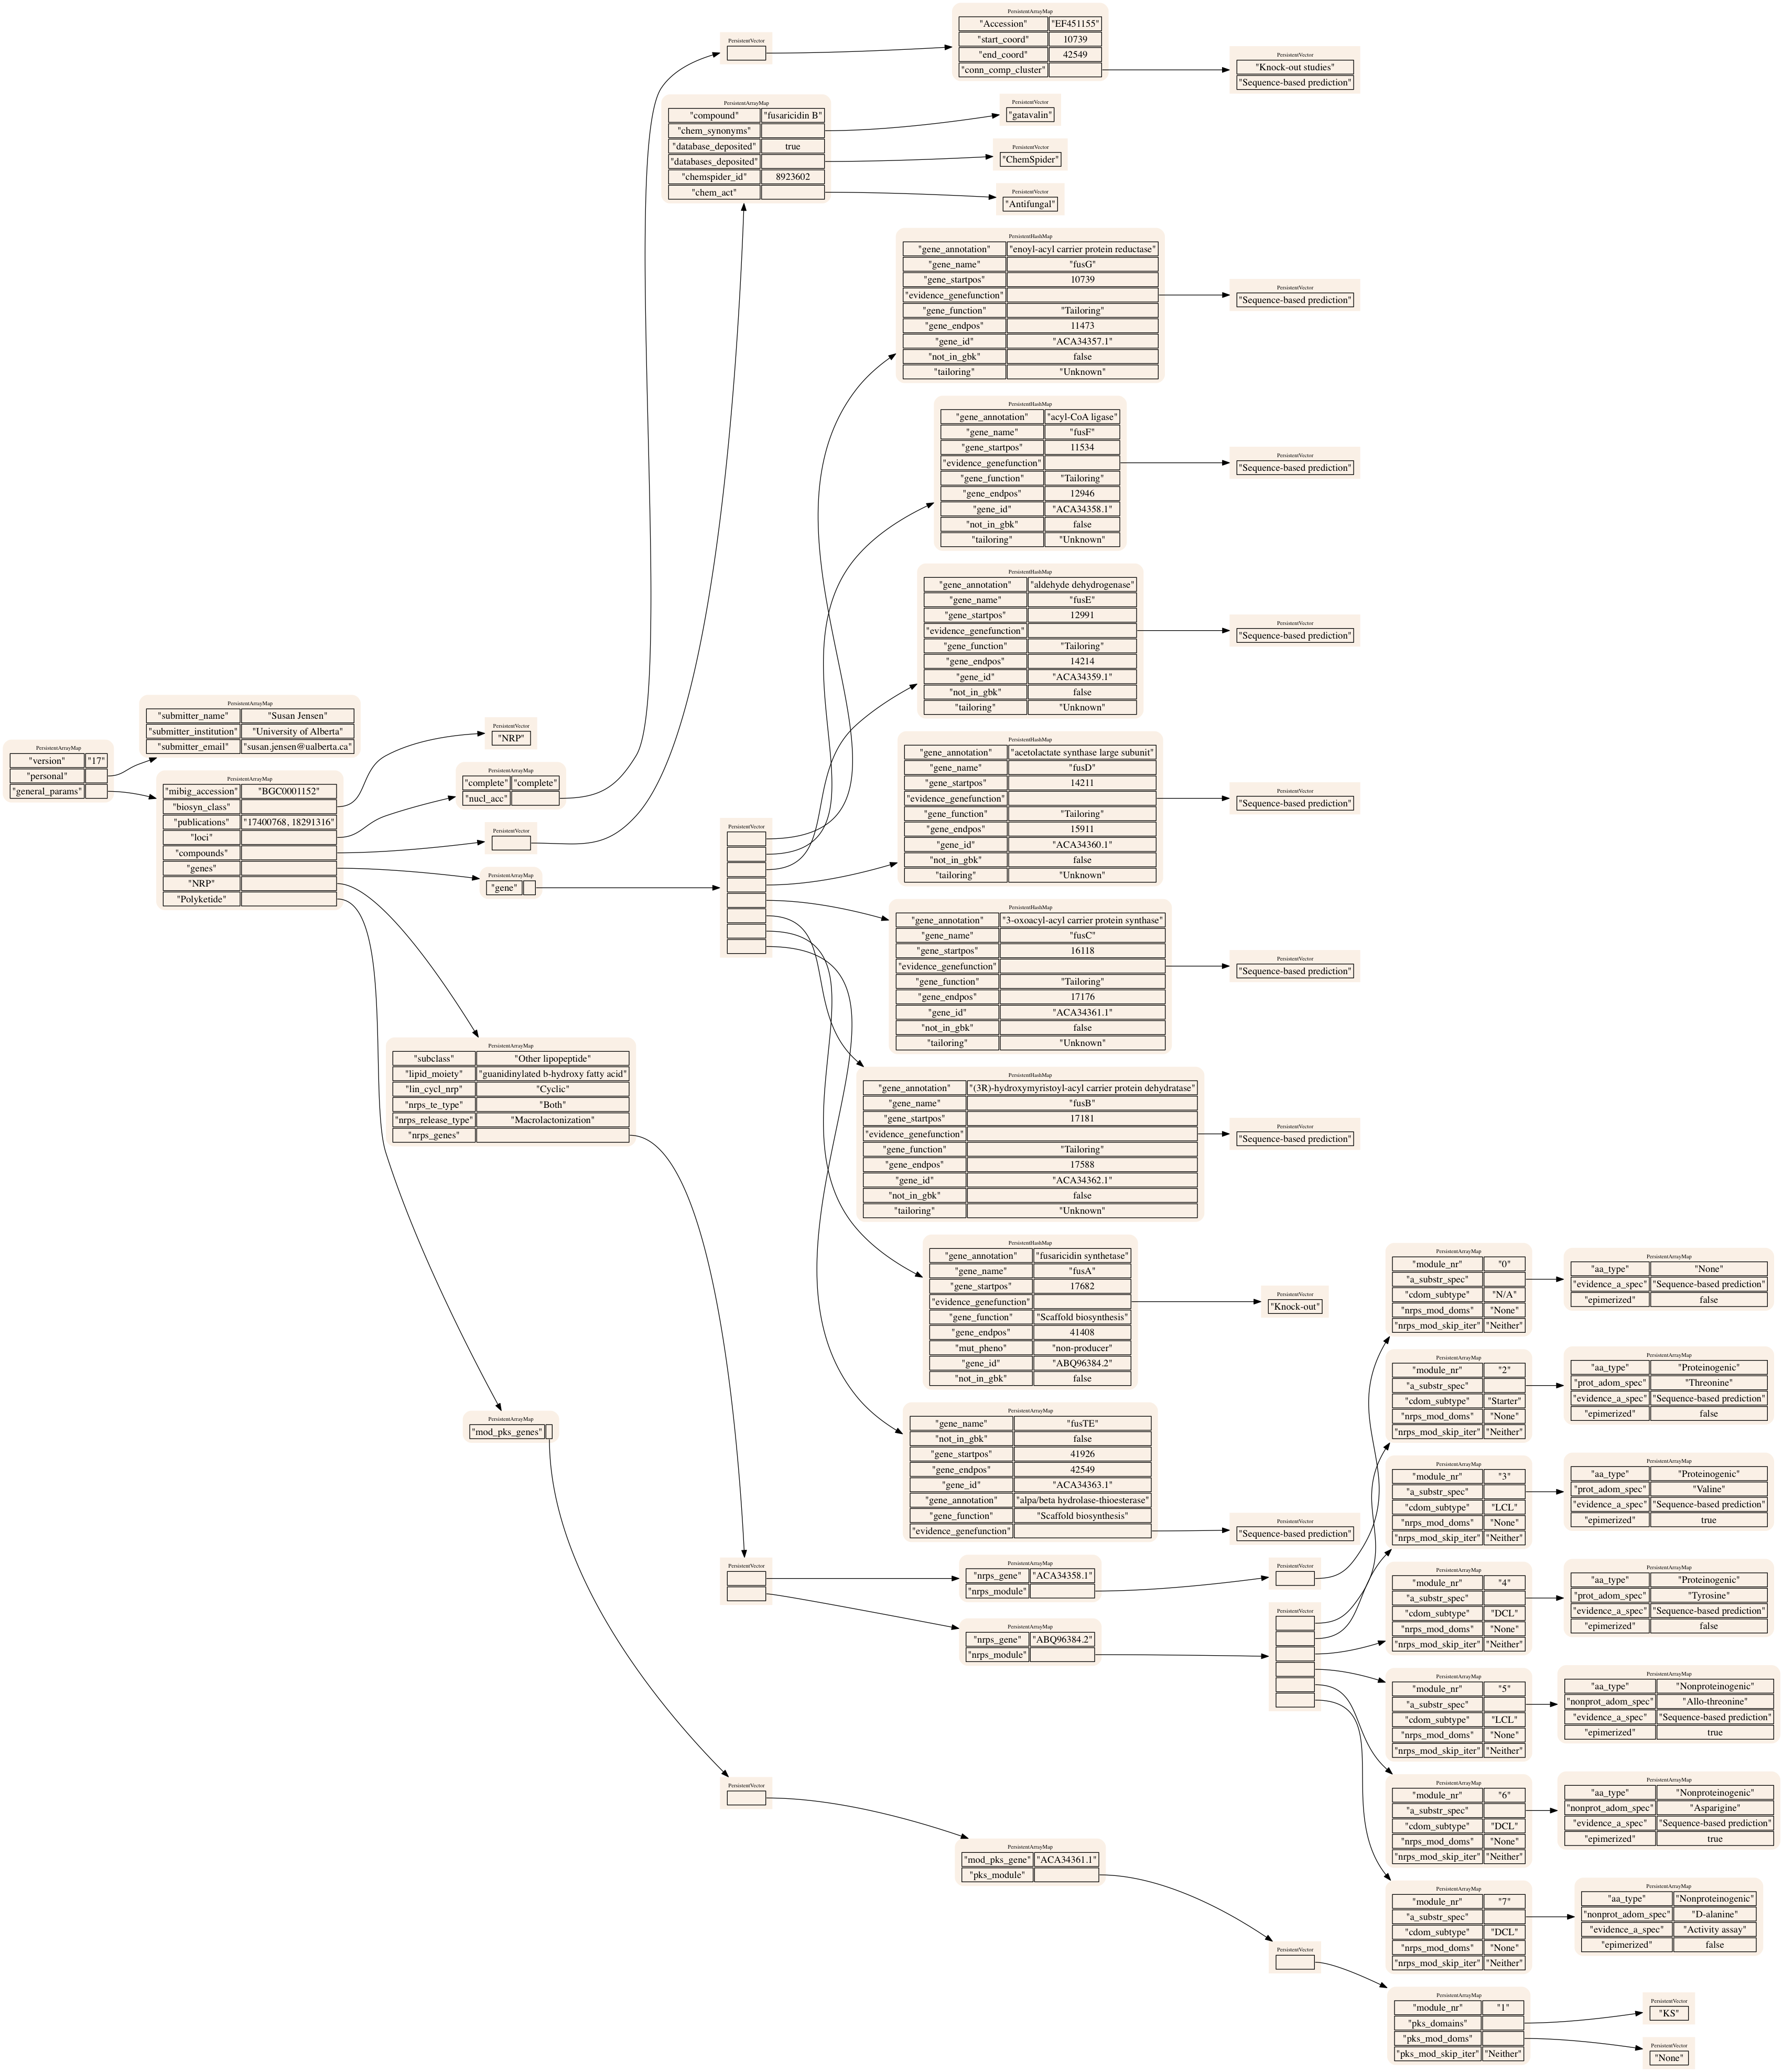 PersistentArrayMap
"version" "17"
"personal"
"general_params"
PersistentArrayMap
"submitter_name" "Susan Jensen"
"submitter_institution" "University of Alberta"
"submitter_email" "susan.jensen@ualberta.ca"
PersistentArrayMap
"mibig_accession" "BGC0001152"
"biosyn_class"
"publications" "17400768, 18291316"
"loci"
"compounds"
"genes"
"NRP"
"Polyketide"
PersistentVector
"NRP"
PersistentArrayMap
"complete" "complete"
"nucl_acc"
PersistentVector
PersistentArrayMap
"Accession" "EF451155"
"start_coord" 10739
"end_coord" 42549
"conn_comp_cluster"
PersistentVector
"Knock-out studies"
"Sequence-based prediction"
PersistentVector
PersistentArrayMap
"compound" "fusaricidin B"
"chem_synonyms"
"database_deposited" true
"databases_deposited"
"chemspider_id" 8923602
"chem_act"
PersistentVector
"gatavalin"
PersistentVector
"ChemSpider"
PersistentVector
"Antifungal"
PersistentArrayMap
"gene"
PersistentVector
PersistentHashMap
"gene_annotation" "enoyl-acyl carrier protein reductase"
"gene_name" "fusG"
"gene_startpos" 10739
"evidence_genefunction"
"gene_function" "Tailoring"
"gene_endpos" 11473
"gene_id" "ACA34357.1"
"not_in_gbk" false
"tailoring" "Unknown"
PersistentVector
"Sequence-based prediction"
PersistentHashMap
"gene_annotation" "acyl-CoA ligase"
"gene_name" "fusF"
"gene_startpos" 11534
"evidence_genefunction"
"gene_function" "Tailoring"
"gene_endpos" 12946
"gene_id" "ACA34358.1"
"not_in_gbk" false
"tailoring" "Unknown"
PersistentVector
"Sequence-based prediction"
PersistentHashMap
"gene_annotation" "aldehyde dehydrogenase"
"gene_name" "fusE"
"gene_startpos" 12991
"evidence_genefunction"
"gene_function" "Tailoring"
"gene_endpos" 14214
"gene_id" "ACA34359.1"
"not_in_gbk" false
"tailoring" "Unknown"
PersistentVector
"Sequence-based prediction"
PersistentHashMap
"gene_annotation" "acetolactate synthase large subunit"
"gene_name" "fusD"
"gene_startpos" 14211
"evidence_genefunction"
"gene_function" "Tailoring"
"gene_endpos" 15911
"gene_id" "ACA34360.1"
"not_in_gbk" false
"tailoring" "Unknown"
PersistentVector
"Sequence-based prediction"
PersistentHashMap
"gene_annotation" "3-oxoacyl-acyl carrier protein synthase"
"gene_name" "fusC"
"gene_startpos" 16118
"evidence_genefunction"
"gene_function" "Tailoring"
"gene_endpos" 17176
"gene_id" "ACA34361.1"
"not_in_gbk" false
"tailoring" "Unknown"
PersistentVector
"Sequence-based prediction"
PersistentHashMap
"gene_annotation" "(3R)-hydroxymyristoyl-acyl carrier protein dehydratase"
"gene_name" "fusB"
"gene_startpos" 17181
"evidence_genefunction"
"gene_function" "Tailoring"
"gene_endpos" 17588
"gene_id" "ACA34362.1"
"not_in_gbk" false
"tailoring" "Unknown"
PersistentVector
"Sequence-based prediction"
PersistentHashMap
"gene_annotation" "fusaricidin synthetase"
"gene_name" "fusA"
"gene_startpos" 17682
"evidence_genefunction"
"gene_function" "Scaffold biosynthesis"
"gene_endpos" 41408
"mut_pheno" "non-producer"
"gene_id" "ABQ96384.2"
"not_in_gbk" false
PersistentVector
"Knock-out"
PersistentArrayMap
"gene_name" "fusTE"
"not_in_gbk" false
"gene_startpos" 41926
"gene_endpos" 42549
"gene_id" "ACA34363.1"
"gene_annotation" "alpa/beta hydrolase-thioesterase"
"gene_function" "Scaffold biosynthesis"
"evidence_genefunction"
PersistentVector
"Sequence-based prediction"
PersistentArrayMap
"subclass" "Other lipopeptide"
"lipid_moiety" "guanidinylated b-hydroxy fatty acid"
"lin_cycl_nrp" "Cyclic"
"nrps_te_type" "Both"
"nrps_release_type" "Macrolactonization"
"nrps_genes"
PersistentVector
PersistentArrayMap
"nrps_gene" "ACA34358.1"
"nrps_module"
PersistentVector
PersistentArrayMap
"module_nr" "0"
"a_substr_spec"
"cdom_subtype" "N/A"
"nrps_mod_doms" "None"
"nrps_mod_skip_iter" "Neither"
PersistentArrayMap
"aa_type" "None"
"evidence_a_spec" "Sequence-based prediction"
"epimerized" false
PersistentArrayMap
"nrps_gene" "ABQ96384.2"
"nrps_module"
PersistentVector
PersistentArrayMap
"module_nr" "2"
"a_substr_spec"
"cdom_subtype" "Starter"
"nrps_mod_doms" "None"
"nrps_mod_skip_iter" "Neither"
PersistentArrayMap
"aa_type" "Proteinogenic"
"prot_adom_spec" "Threonine"
"evidence_a_spec" "Sequence-based prediction"
"epimerized" false
PersistentArrayMap
"module_nr" "3"
"a_substr_spec"
"cdom_subtype" "LCL"
"nrps_mod_doms" "None"
"nrps_mod_skip_iter" "Neither"
PersistentArrayMap
"aa_type" "Proteinogenic"
"prot_adom_spec" "Valine"
"evidence_a_spec" "Sequence-based prediction"
"epimerized" true
PersistentArrayMap
"module_nr" "4"
"a_substr_spec"
"cdom_subtype" "DCL"
"nrps_mod_doms" "None"
"nrps_mod_skip_iter" "Neither"
PersistentArrayMap
"aa_type" "Proteinogenic"
"prot_adom_spec" "Tyrosine"
"evidence_a_spec" "Sequence-based prediction"
"epimerized" false
PersistentArrayMap
"module_nr" "5"
"a_substr_spec"
"cdom_subtype" "LCL"
"nrps_mod_doms" "None"
"nrps_mod_skip_iter" "Neither"
PersistentArrayMap
"aa_type" "Nonproteinogenic"
"nonprot_adom_spec" "Allo-threonine"
"evidence_a_spec" "Sequence-based prediction"
"epimerized" true
PersistentArrayMap
"module_nr" "6"
"a_substr_spec"
"cdom_subtype" "DCL"
"nrps_mod_doms" "None"
"nrps_mod_skip_iter" "Neither"
PersistentArrayMap
"aa_type" "Nonproteinogenic"
"nonprot_adom_spec" "Asparigine"
"evidence_a_spec" "Sequence-based prediction"
"epimerized" true
PersistentArrayMap
"module_nr" "7"
"a_substr_spec"
"cdom_subtype" "DCL"
"nrps_mod_doms" "None"
"nrps_mod_skip_iter" "Neither"
PersistentArrayMap
"aa_type" "Nonproteinogenic"
"nonprot_adom_spec" "D-alanine"
"evidence_a_spec" "Activity assay"
"epimerized" false
PersistentArrayMap
"mod_pks_genes"
PersistentVector
PersistentArrayMap
"mod_pks_gene" "ACA34361.1"
"pks_module"
PersistentVector
PersistentArrayMap
"module_nr" "1"
"pks_domains"
"pks_mod_doms"
"pks_mod_skip_iter" "Neither"
PersistentVector
"KS"
PersistentVector
"None"